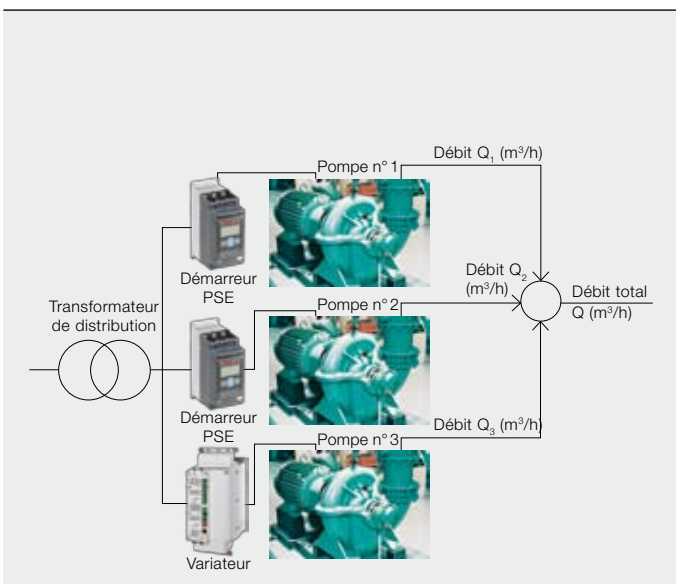 Pompe n° 1
Débit Q₁ (m³/h)
Démarreur
PSE
Transformateur
de distribution
Pompe n° 2
Débit Q₂
(m³/h)
Débit total
Q (m³/h)
Démarreur
PSE
Pompe n° 3
Débit Q₃ (m³/h)
Variateur